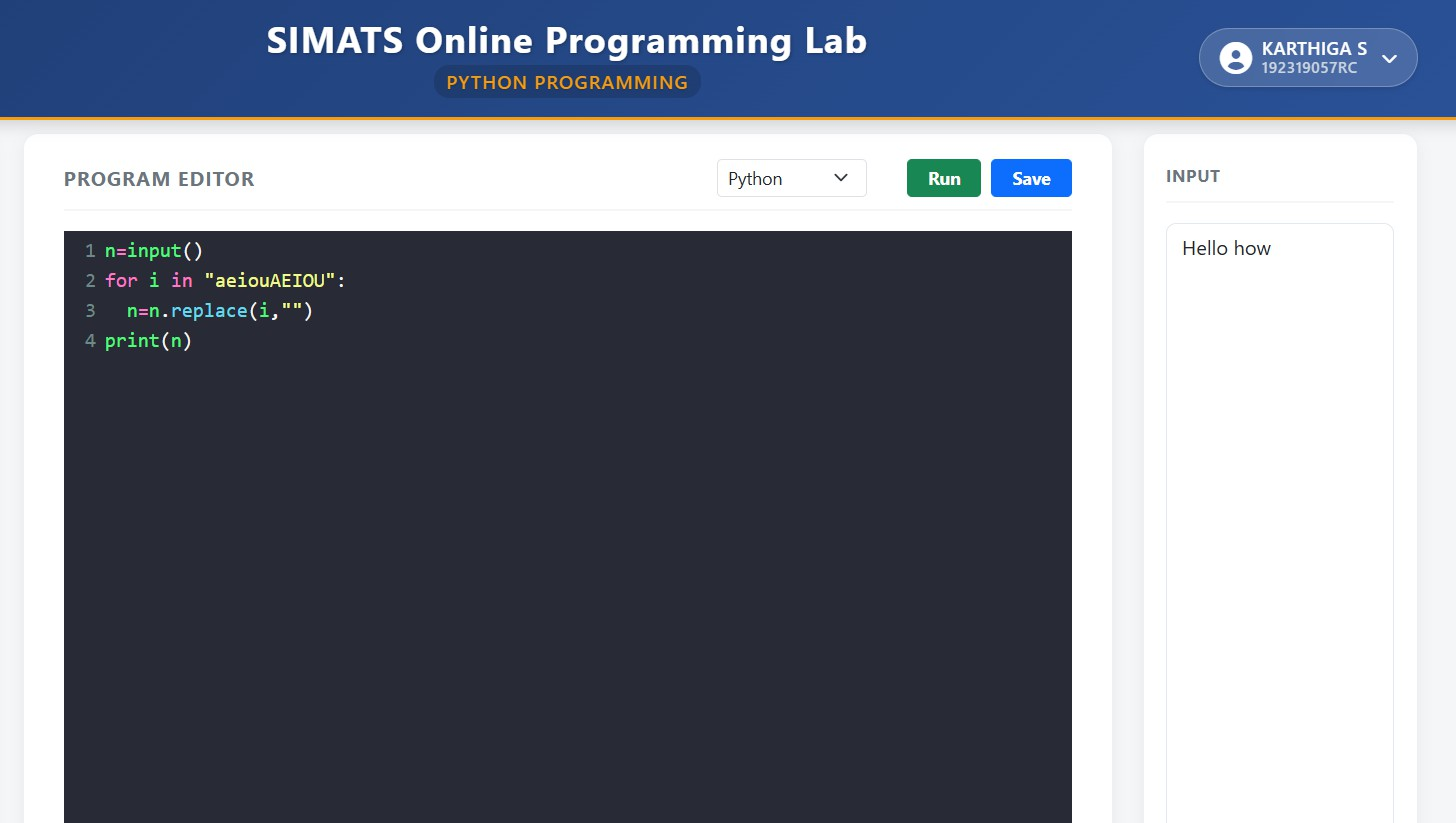 SIMATS Online Programming Lab
PYTHON PROGRAMMING
KARTHIGA S
192319057RC
PROGRAM EDITOR
Python
Run
Save
1 n=input()
2 for i in "aeiouAEIOU":
3   n=n.replace(i,"")
4 print(n)
INPUT
Hello how